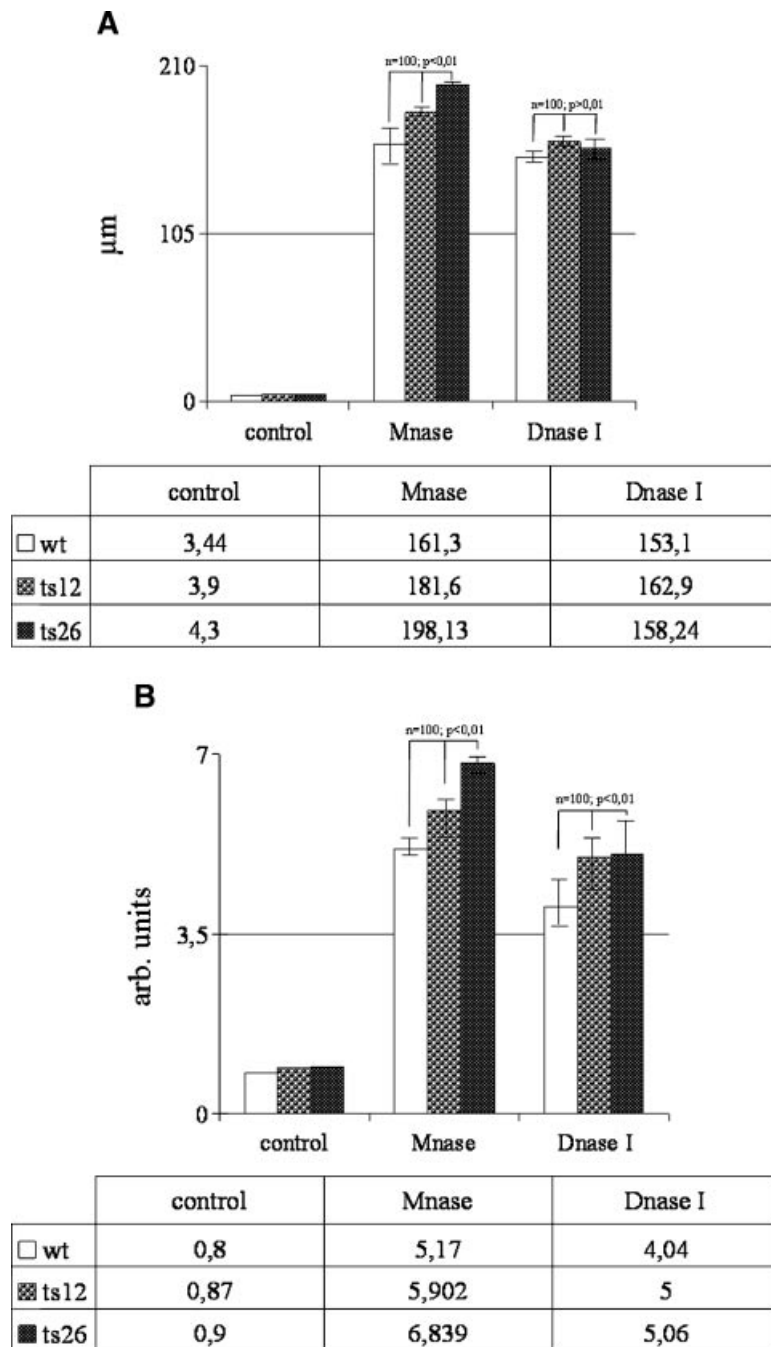 A
210
n=100; p<0,01
n=100; p>0,01
µm
105
0
control Mnase Dnase I
control Mnase Dnase I
wt 3,44 161,3 153,1
ts12 3,9 181,6 162,9
ts26 4,3 198,13 158,24
B
7
n=100; p<0,01
n=100; p<0,01
arb. units
3,5
0
control Mnase Dnase I
control Mnase Dnase I
wt 0,8 5,17 4,04
ts12 0,87 5,902 5
ts26 0,9 6,839 5,06